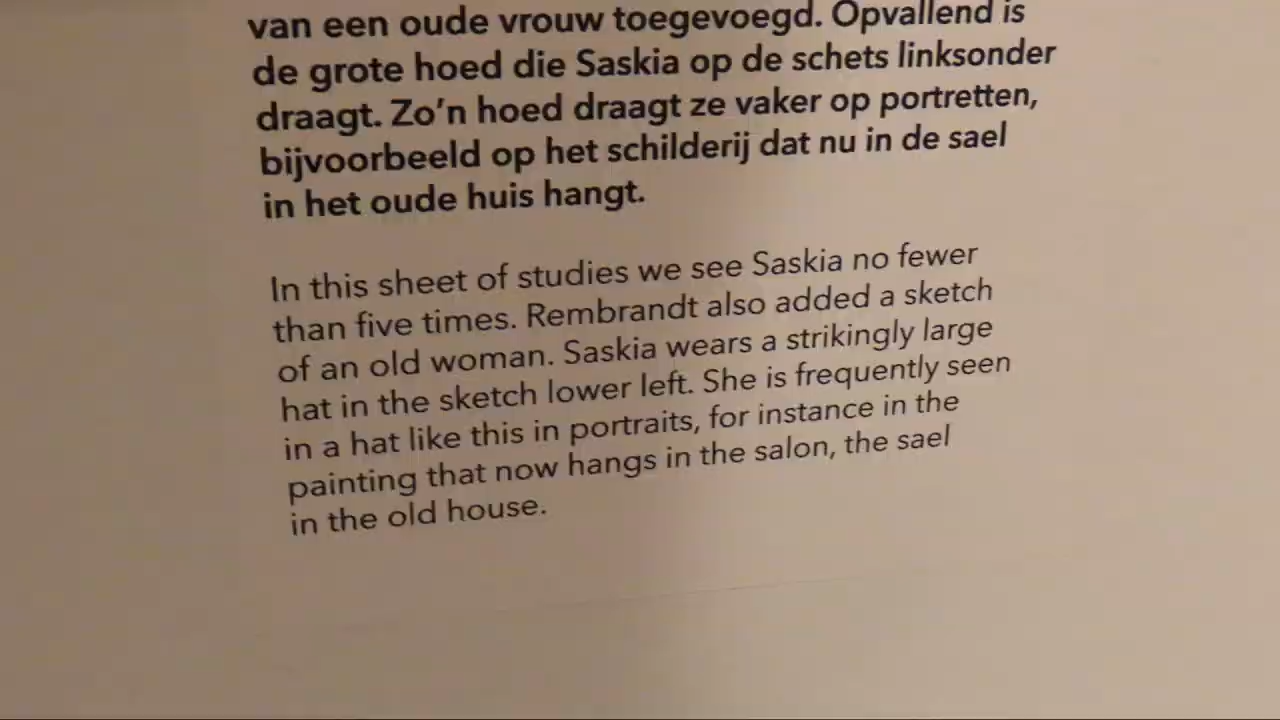 van een oude vrouw toegevoegd. Opvallend is
de grote hoed die Saskia op de schets linksonder
draagt. Zo'n hoed draagt ze vaker op portretten,
bijvoorbeeld op het schilderij dat nu in de sael
in het oude huis hangt.
In this sheet of studies we see Saskia no fewer
than five times. Rembrandt also added a sketch
of an old woman. Saskia wears a strikingly large
hat in the sketch lower left. She is frequently seen
in a hat like this in portraits, for instance in the
painting that now hangs in the salon, the sael
in the old house.